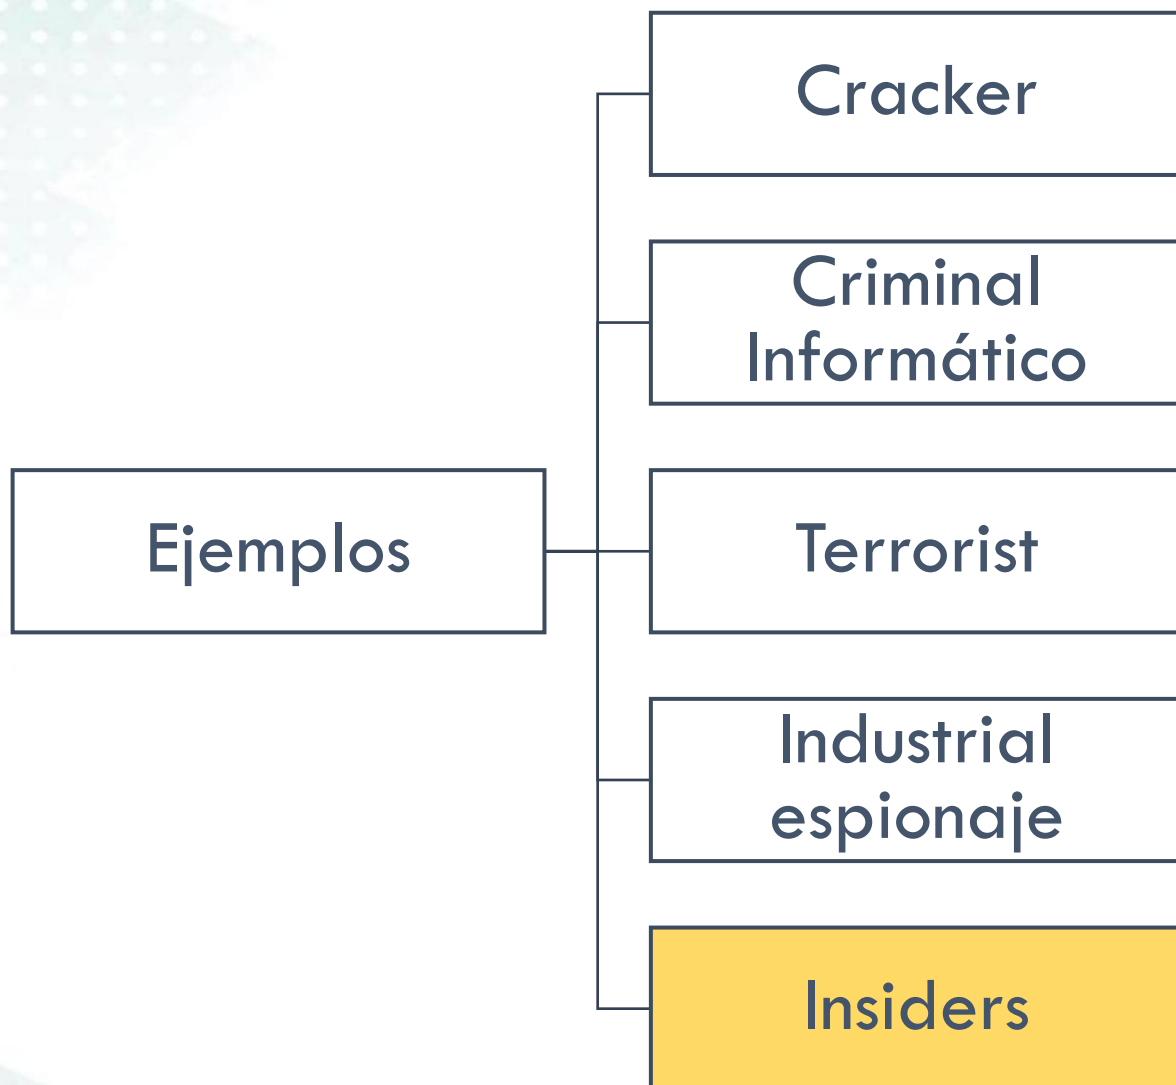 Ejemplos
Cracker
Criminal
Informático
Terrorist
Industrial
espionaje
Insiders